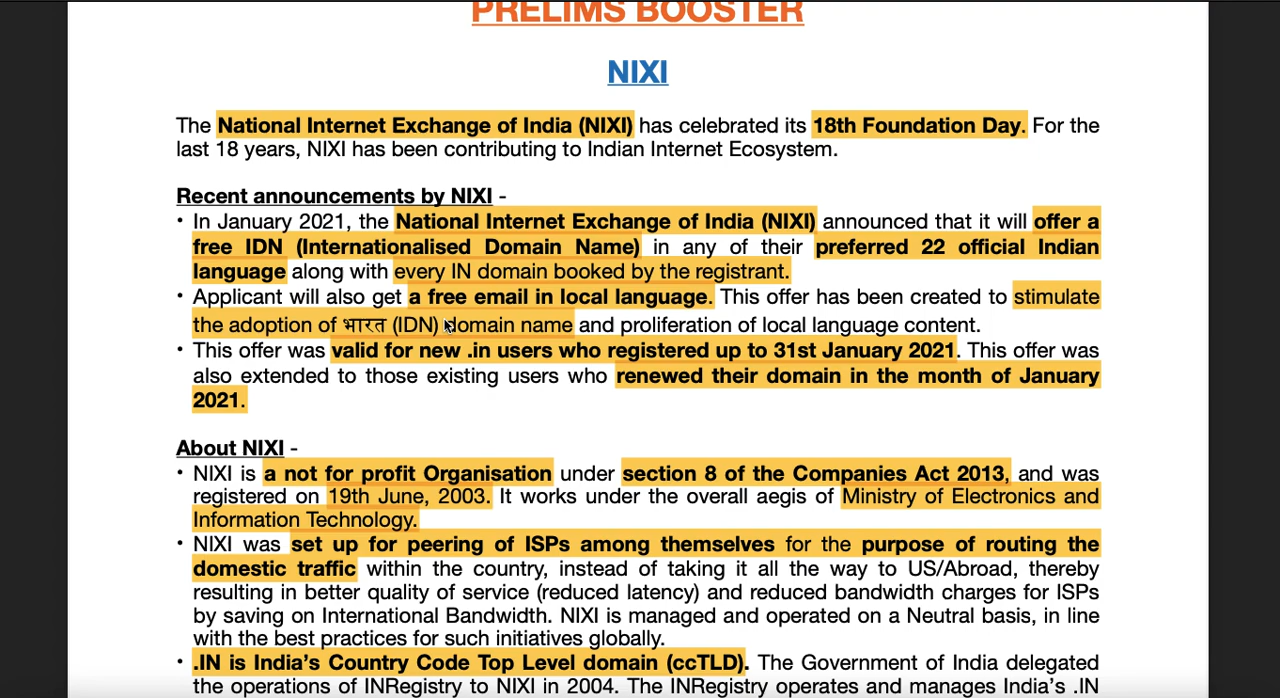 PRELIMS BOOSTER
NIXI
The National Internet Exchange of India (NIXI) has celebrated its 18th Foundation Day. For the
last 18 years, NIXI has been contributing to Indian Internet Ecosystem.
Recent announcements by NIXI -
• In January 2021, the National Internet Exchange of India (NIXI) announced that it will offer a
free IDN (Internationalised Domain Name) in any of their preferred 22 official Indian
language along with every IN domain booked by the registrant.
• Applicant will also get a free email in local language. This offer has been created to stimulate
the adoption of भारत (IDN) domain name and proliferation of local language content.
• This offer was valid for new .in users who registered up to 31st January 2021. This offer was
also extended to those existing users who renewed their domain in the month of January
2021.
About NIXI -
• NIXI is a not for profit Organisation under section 8 of the Companies Act 2013, and was
registered on 19th June, 2003. It works under the overall aegis of Ministry of Electronics and
Information Technology.
• NIXI was set up for peering of ISPs among themselves for the purpose of routing the
domestic traffic within the country, instead of taking it all the way to US/Abroad, thereby
resulting in better quality of service (reduced latency) and reduced bandwidth charges for ISPs
by saving on International Bandwidth. NIXI is managed and operated on a Neutral basis, in line
with the best practices for such initiatives globally.
• .IN is India's Country Code Top Level domain (ccTLD). The Government of India delegated
the operations of INRegistry to NIXI in 2004. The INRegistry operates and manages India's .IN